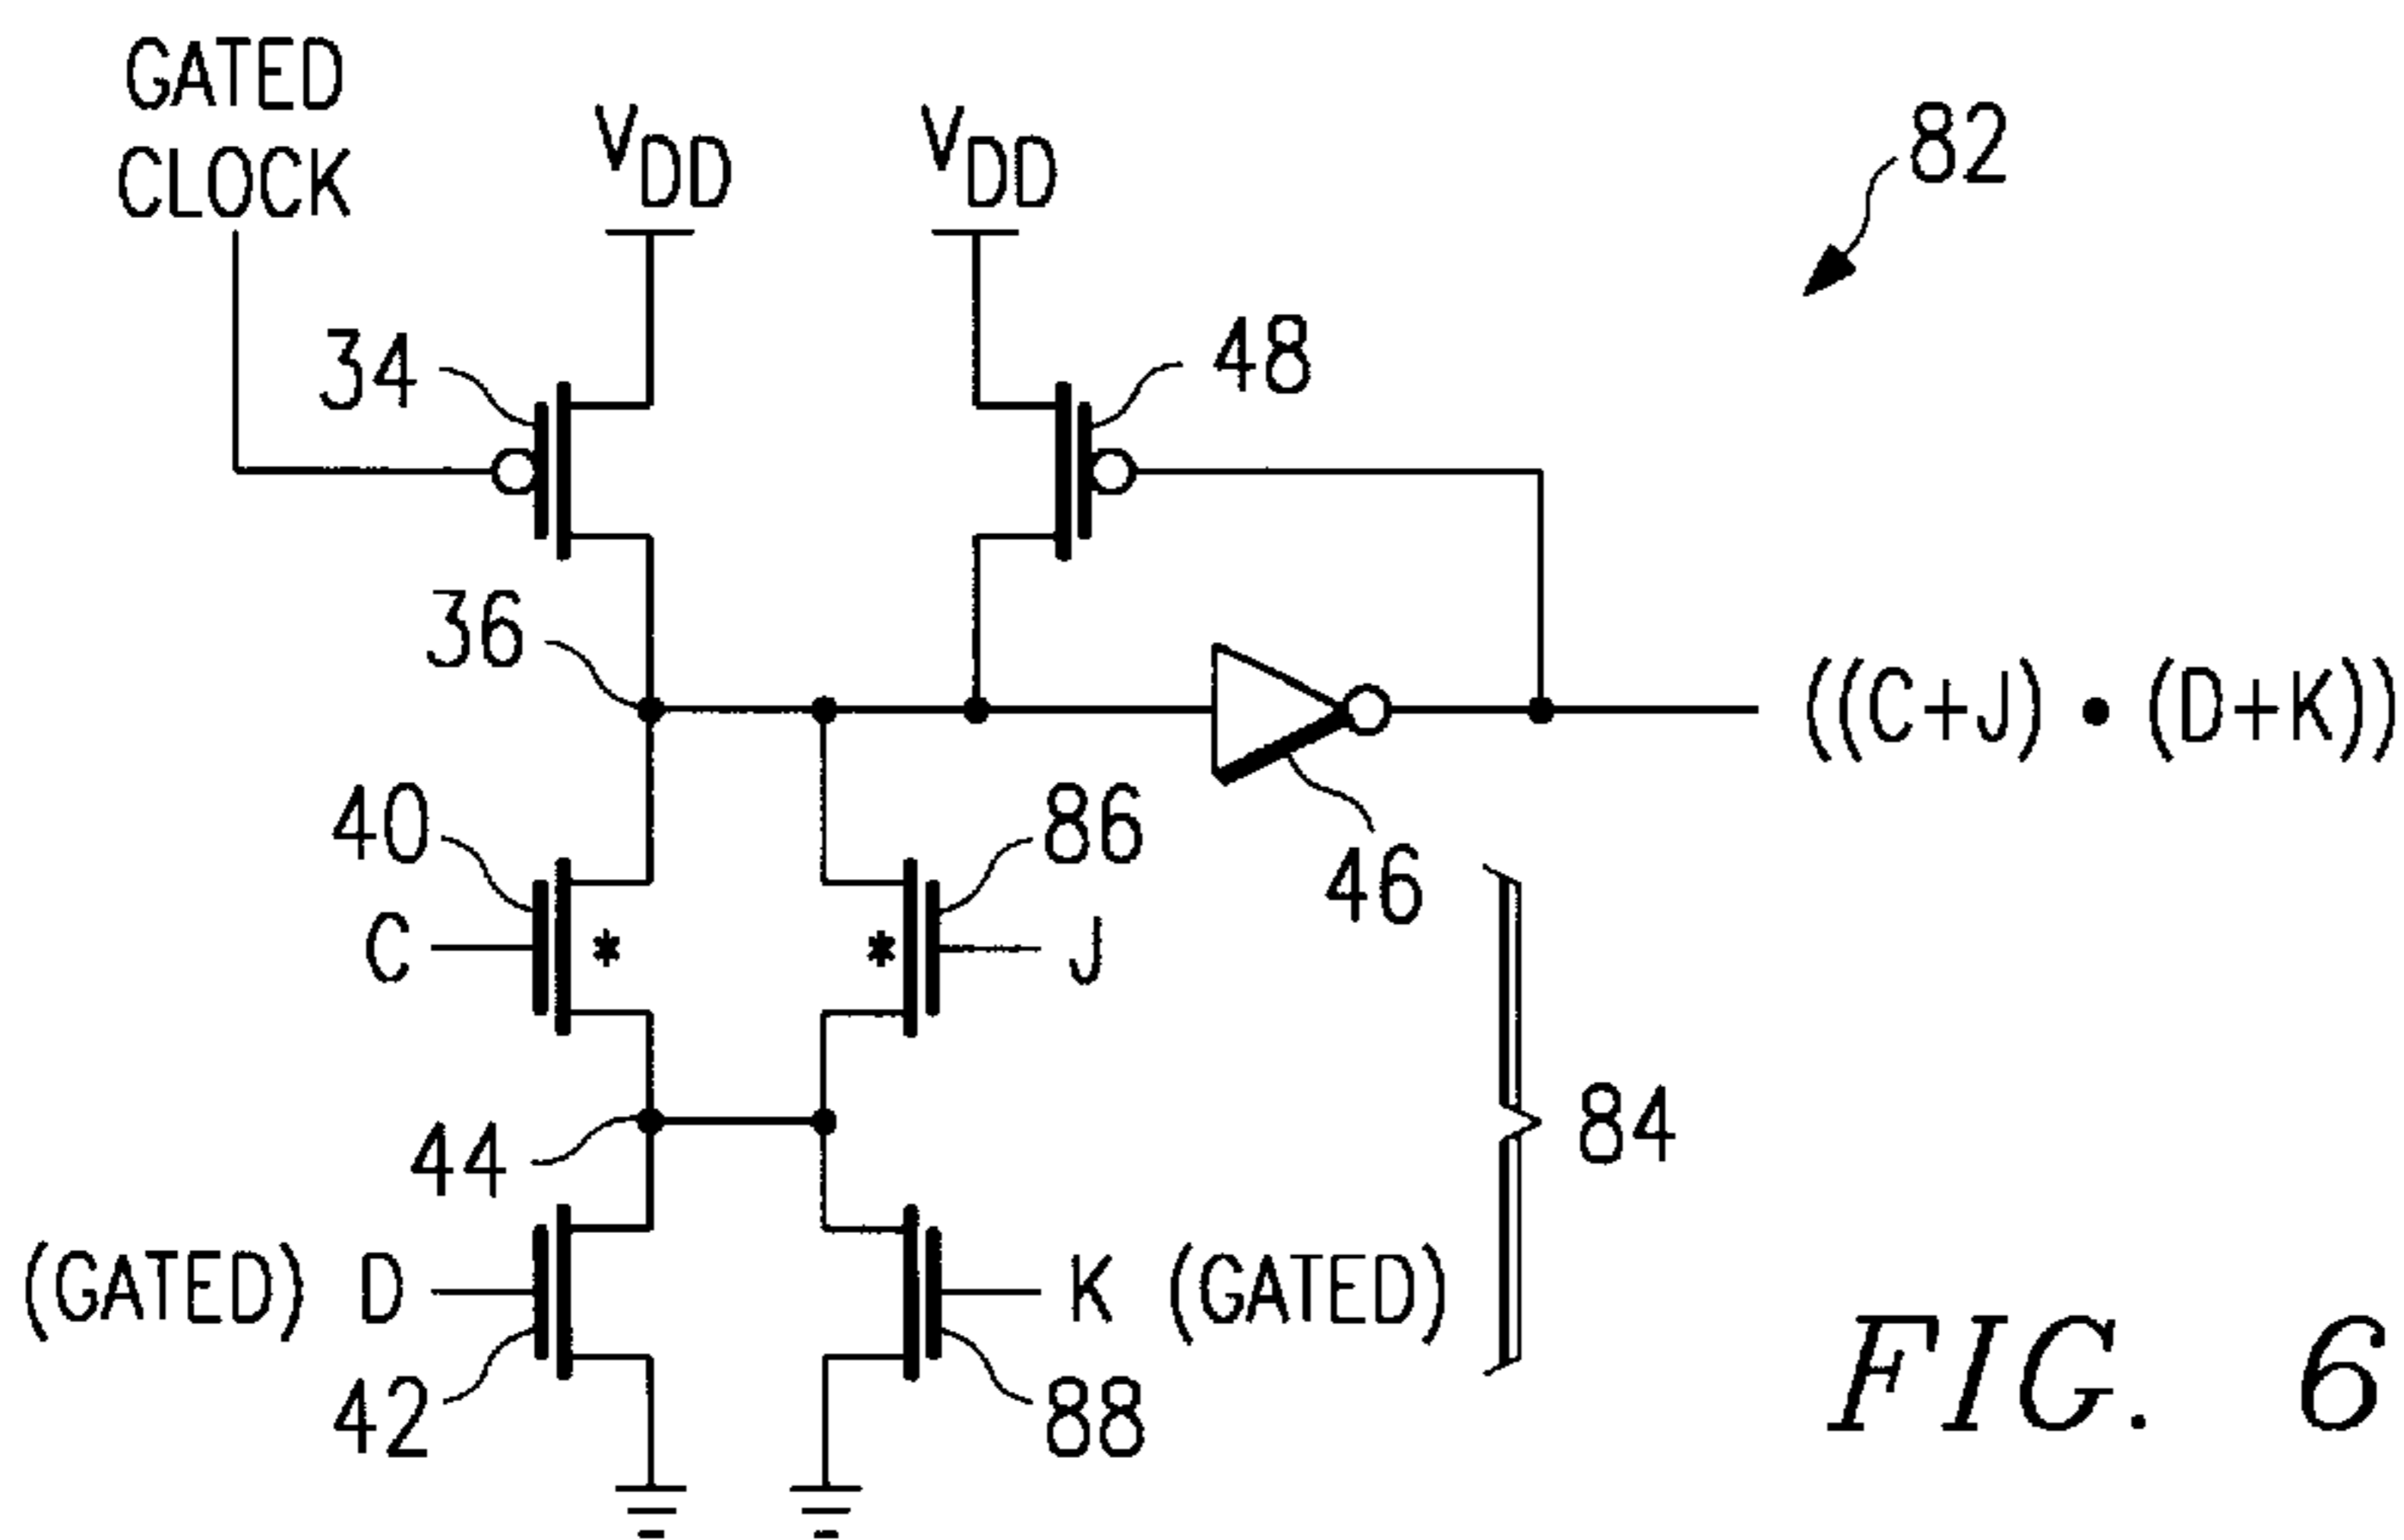 GATED
CLOCK
VDD
VDD
82
34
48
36
((C+J) • (D+K))
40
86
46
C
*
*
J
84
44
(GATED) D
K (GATED)
42
88
FIG. 6